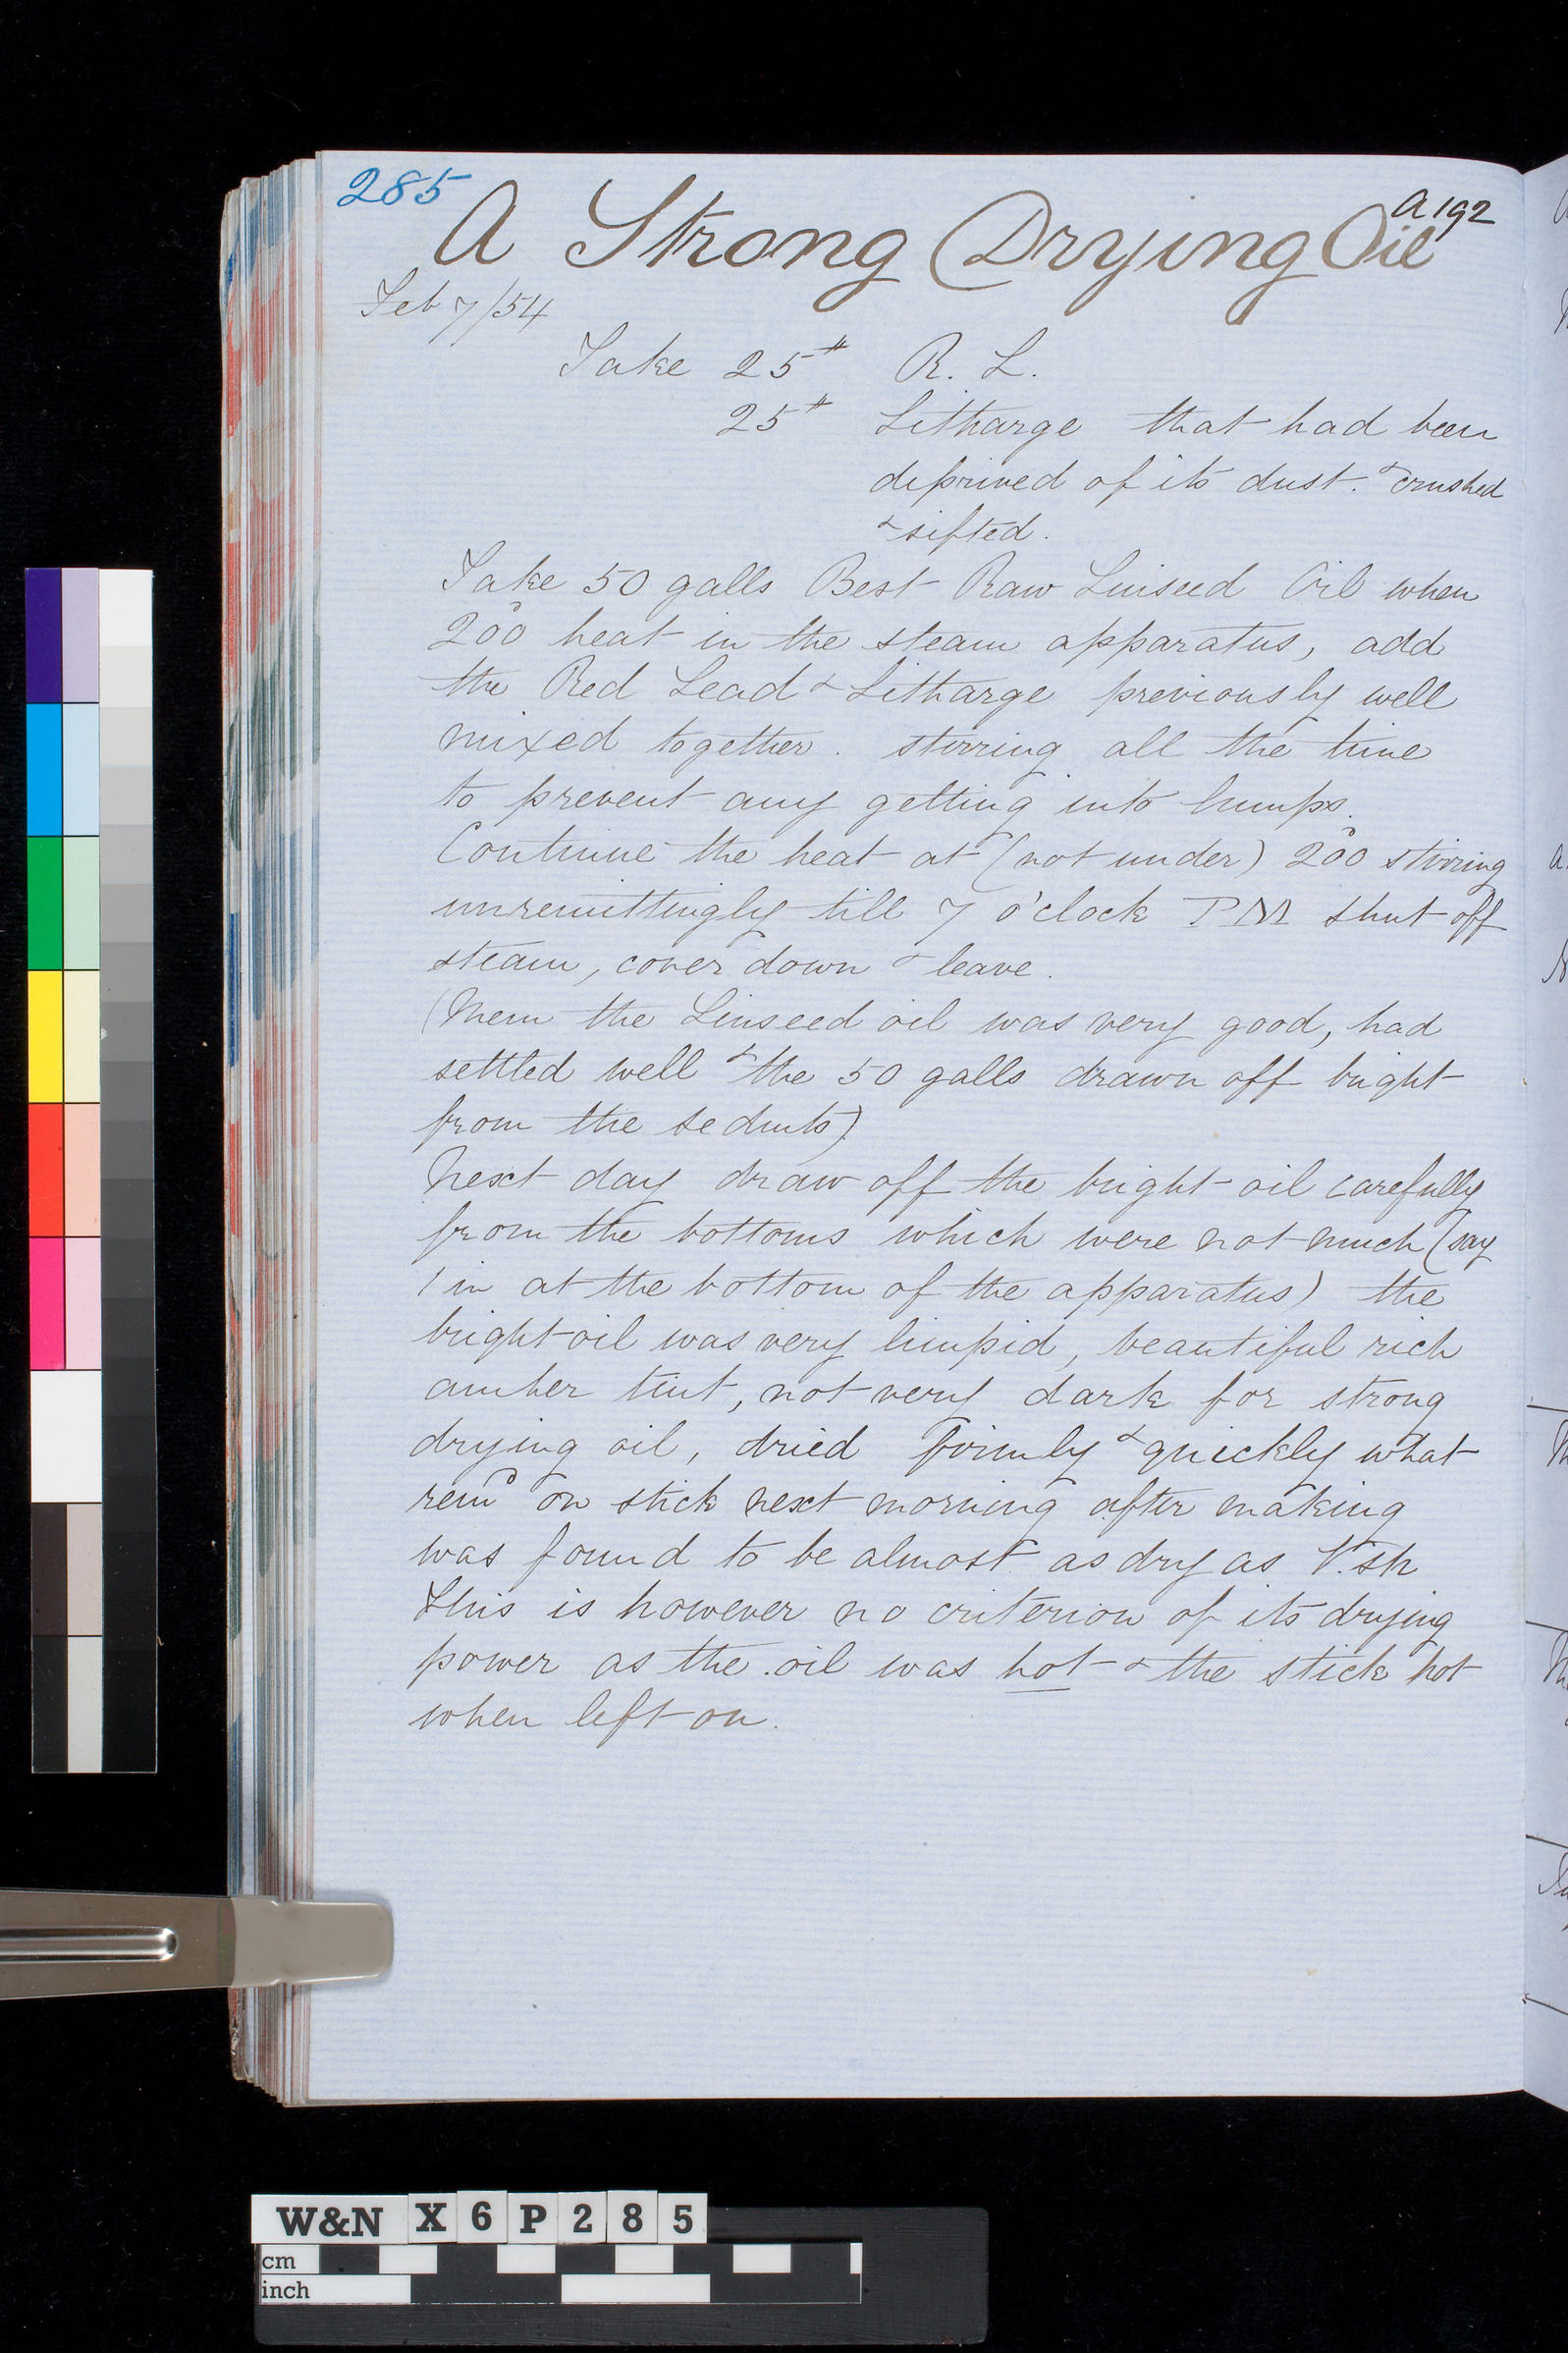 285
A 192
A Strong Drying Oil
Feb 7/54
Take 25# R. L.
25# Litharge that had been
deprived of its dust. & crushed
& sifted.
Take 50 galls Best Raw Linseed Oil when
200° heat in the steam apparatus, add
the Red Lead & Litharge previously well
mixed together. stirring all the time
to prevent any getting into lumps.
Continue the heat at (not under) 200° stirring
unremittingly till 7 o'clock PM shut off
steam, cover down & leave.
(Mem the Linseed oil was very good, had
settled well & the 50 galls drawn off bright
from the sedmts)
Next day draw off the bright oil carefully
from the bottoms which were not much (say
1 in at the bottom of the apparatus) the
bright oil was very limpid, beautiful rich
amber tint, not very dark for strong
drying oil, dried firmly & quickly what
remd on stick next morning after making
was found to be almost as dry as V.sh
This is however no criterion of its drying
power as the oil was hot & the stick hot
when left on.
W&N X6P285
cm
inch